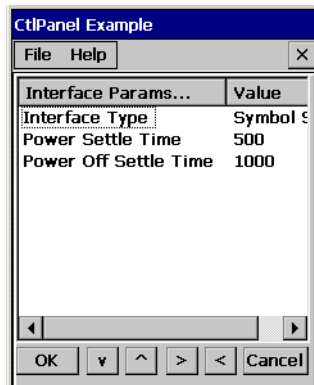 CtlPanel Example
File Help ×
Interface Params... Value
Interface Type Symbol S
Power Settle Time 500
Power Off Settle Time 1000
OK v ^ > < Cancel